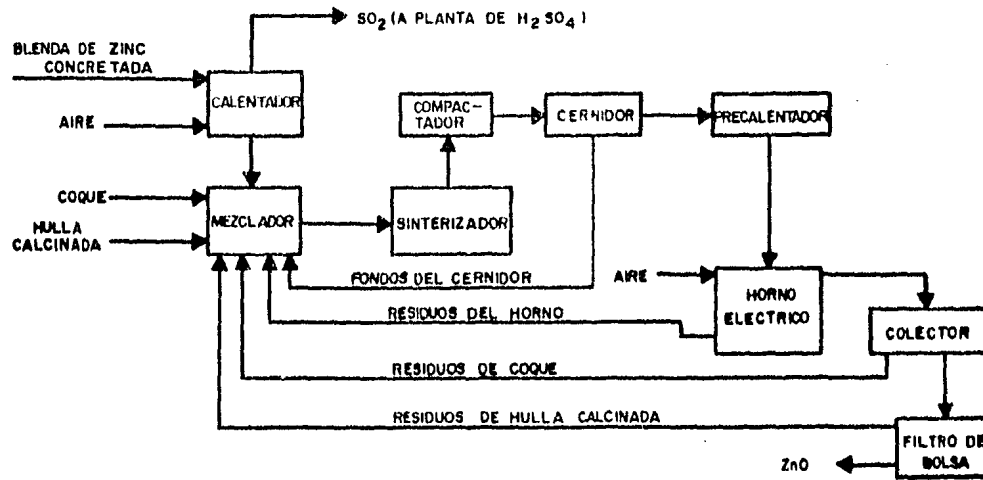 SO2 (A PLANTA DE H2SO4)
BLENDA DE ZINC
CONCRETADA
CALENTADOR
AIRE
COMPAC-
TADOR
CERNIDOR
PRECALENTADOR
COQUE
HULLA
CALCINADA
MEZCLADOR
SINTERIZADOR
FONDOS DEL CERNIDOR
AIRE
HORNO
ELECTRICO
RESIDUOS DEL HORNO
COLECTOR
RESIDUOS DE COQUE
RESIDUOS DE HULLA CALCINADA
FILTRO DE
BOLSA
ZnO